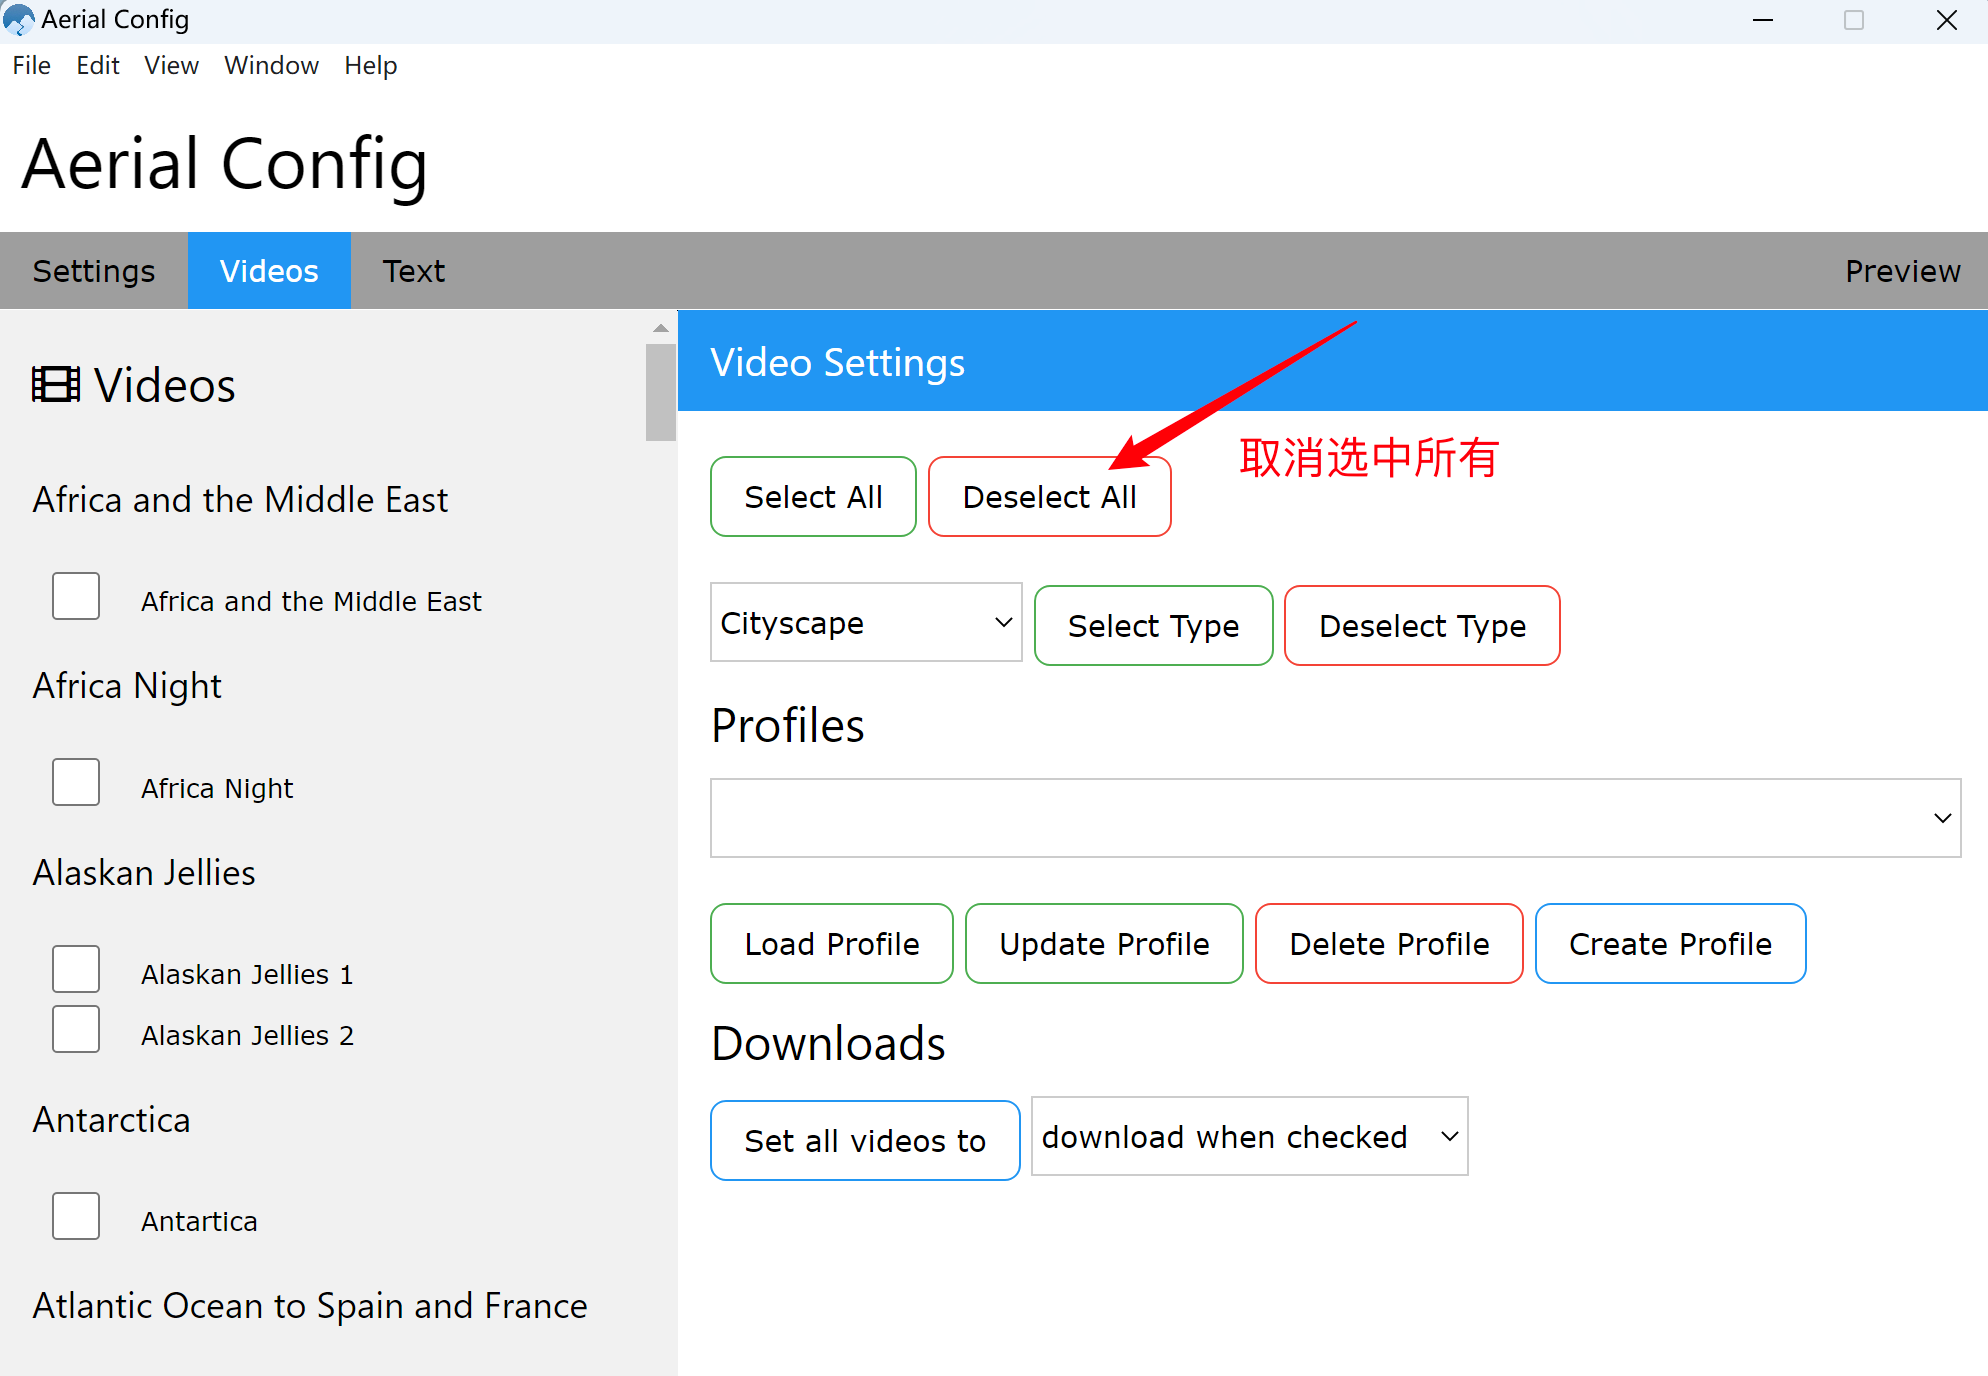 Aerial Config
File Edit View Window Help
Aerial Config
Settings Videos Text Preview
Videos
Africa and the Middle East
Africa and the Middle East
Africa Night
Africa Night
Alaskan Jellies
Alaskan Jellies 1
Alaskan Jellies 2
Antarctica
Antartica
Atlantic Ocean to Spain and France
Video Settings
Select All Deselect All 取消选中所有
Cityscape Select Type Deselect Type
Profiles
Load Profile Update Profile Delete Profile Create Profile
Downloads
Set all videos to download when checked